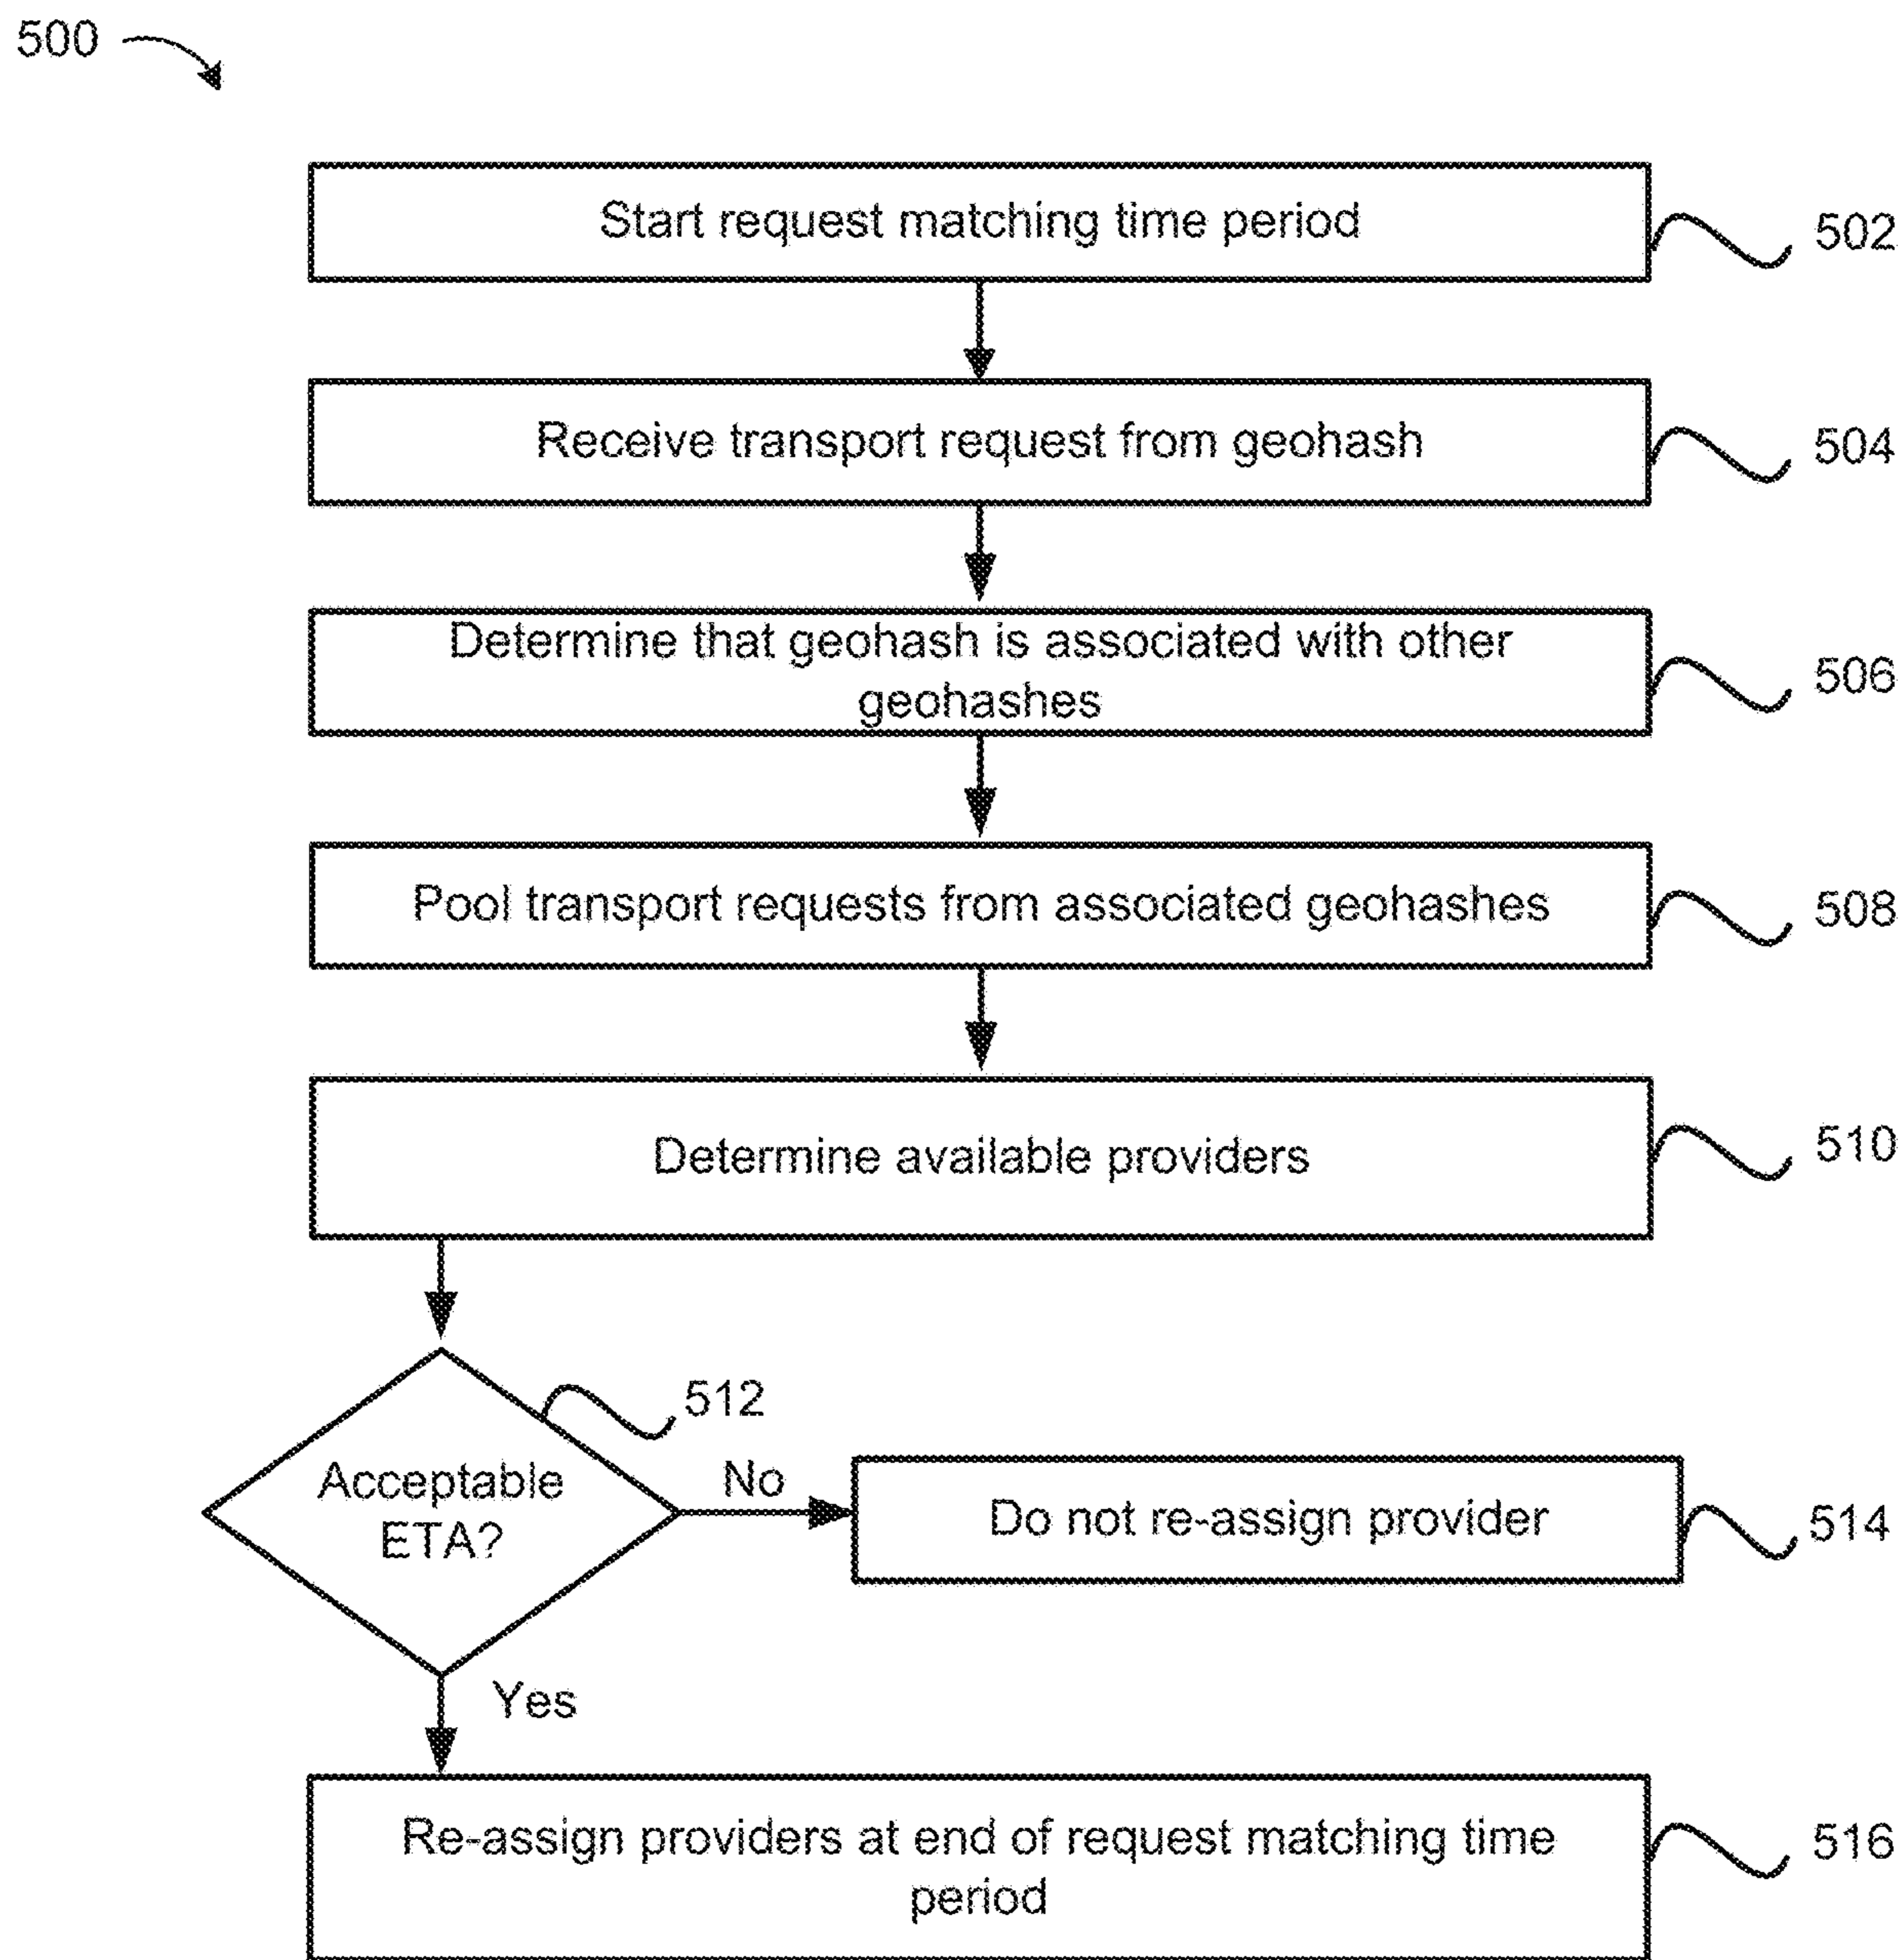 500
Start request matching time period
502
Receive transport request from geohash
504
Determine that geohash is associated with other
geohashes
506
Pool transport requests from associated geohashes
508
Determine available providers
510
512
Acceptable
ETA?
No
Do not re-assign provider
514
Yes
Re-assign providers at end of request matching time
period
516